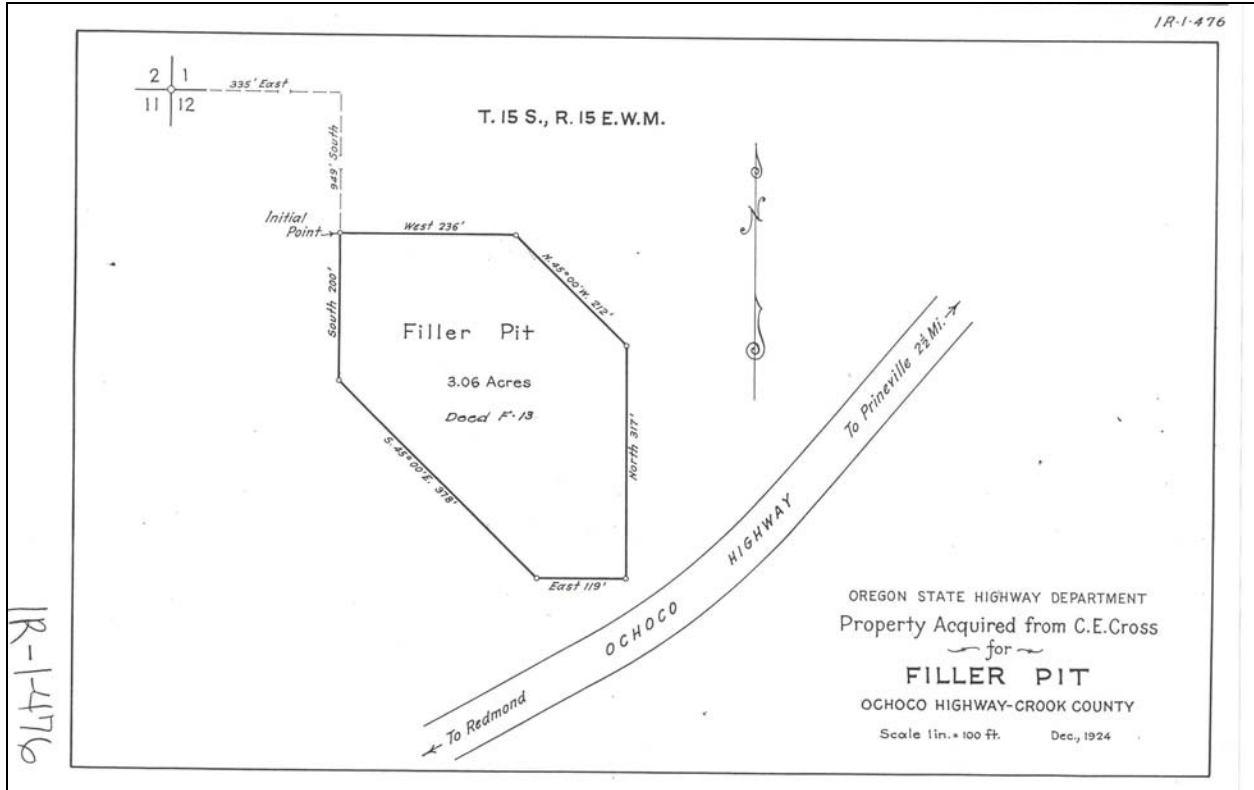 1R-1-476
2 1
11 12
335' East
949' South
T. 15 S., R. 15 E.W.M.
N
Initial
Point
West 236'
N. 45°00'W. 212'
South 200'
Filler Pit
3.06 Acres
Deed F-13
S. 45°00'E. 378'
North 317'
East 119'
To Prineville 2½ Mi.
OCHOCO HIGHWAY
To Redmond
OREGON STATE HIGHWAY DEPARTMENT
Property Acquired from C.E.Cross
for
FILLER PIT
OCHOCO HIGHWAY-CROOK COUNTY
Scale 1in.=100 ft. Dec., 1924
1R-1-476